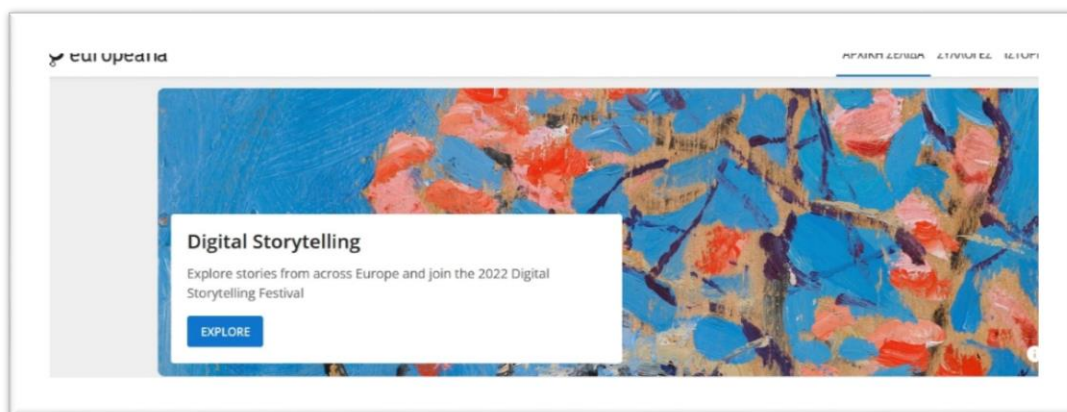 europeana
ΑΡΧΙΚΗ ΣΕΛΙΔΑ ΣΥΛΛΟΓΕΣ ΙΣΤΟΡΙ
Digital Storytelling
Explore stories from across Europe and join the 2022 Digital
Storytelling Festival
EXPLORE